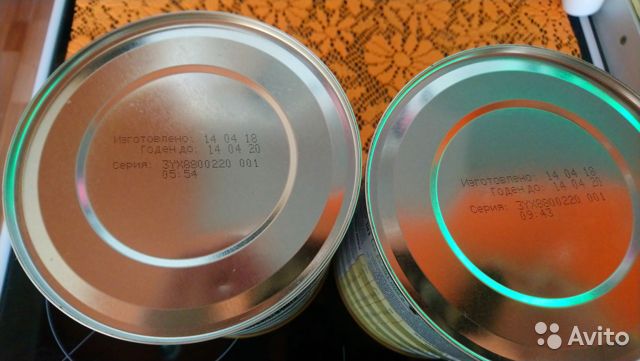 Изготовлено: 14 04 18
Годен до: 14 04 20
Серия: 3YX8800220 001
05:54
Изготовлено: 14 04 18
Годен до: 14 04 20
Серия: 3YX8800220 001
09:43
Avito